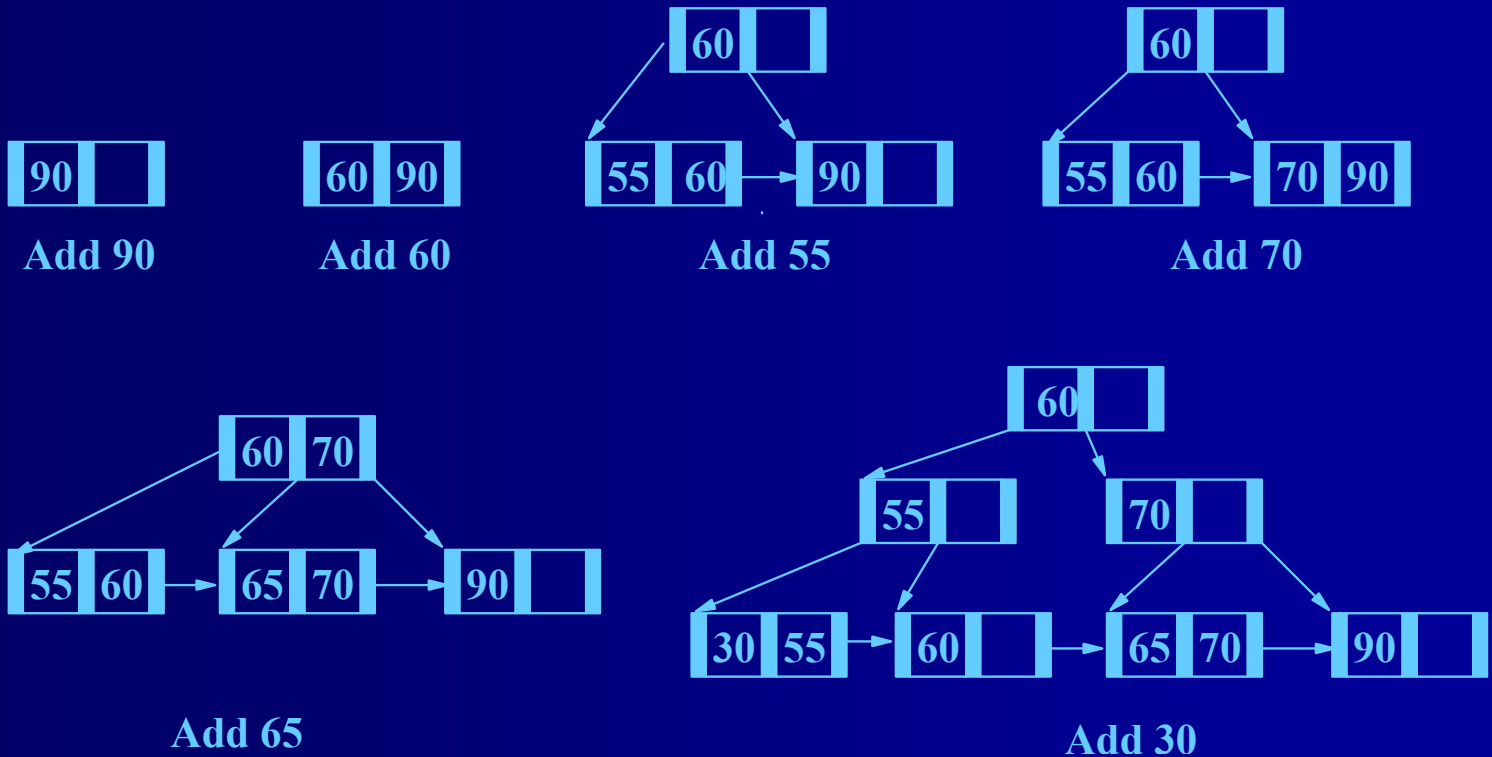 60
60
90
60 90
55 60 90
55 60 70 90
Add 90
Add 60
Add 55
Add 70
60
60 70
55
70
55 60 65 70 90
30 55 60 65 70 90
Add 65
Add 30